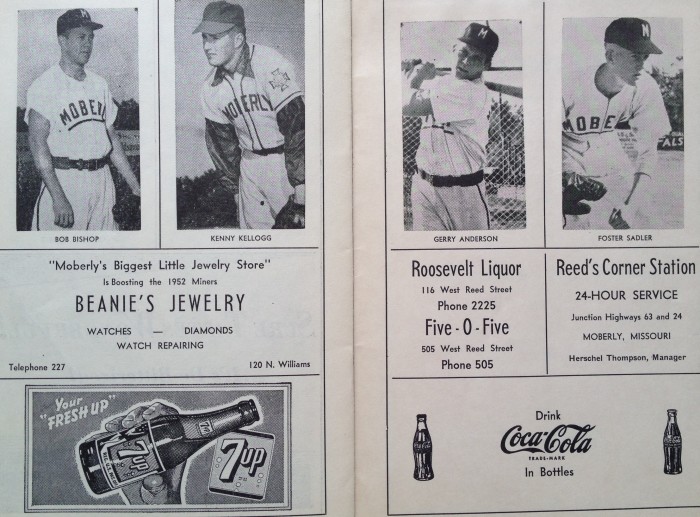 MOBERL
MOBERLY
M
M
MOBE
ALS
BOB BISHOP
KENNY KELLOGG
GERRY ANDERSON
FOSTER SADLER
"Moberly's Biggest Little Jewelry Store"
Is Boosting the 1952 Miners
BEANIE'S JEWELRY
WATCHES — DIAMONDS
WATCH REPAIRING
Telephone 227
120 N. Williams
Your
"FRESH UP"
7up
7up
Roosevelt Liquor
116 West Reed Street
Phone 2225
Five - O - Five
505 West Reed Street
Phone 505
Reed's Corner Station
24-HOUR SERVICE
Junction Highways 63 and 24
MOBERLY, MISSOURI
Herschel Thompson, Manager
Drink
Coca-Cola
TRADE-MARK
In Bottles